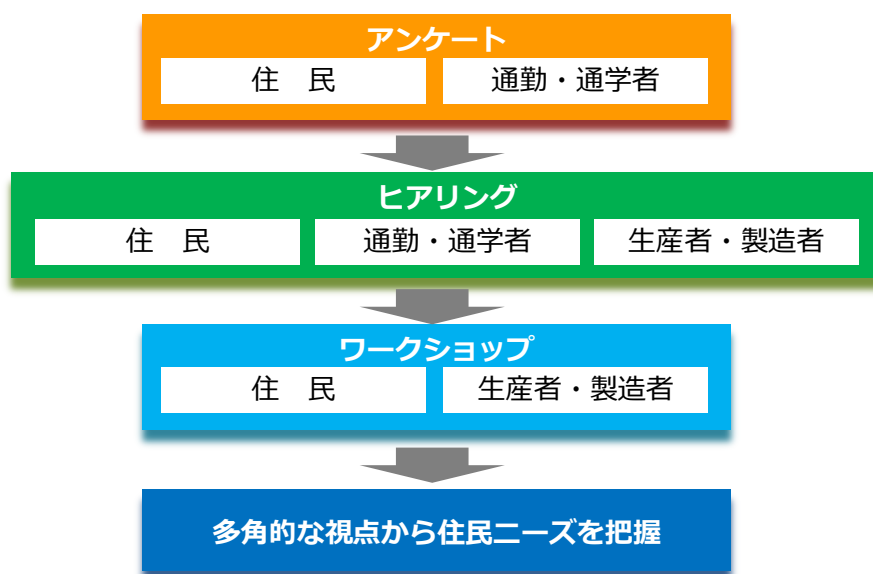 アンケート
住　民　通勤・通学者
ヒアリング
住　民　通勤・通学者　生産者・製造者
ワークショップ
住　民　生産者・製造者
多角的な視点から住民ニーズを把握